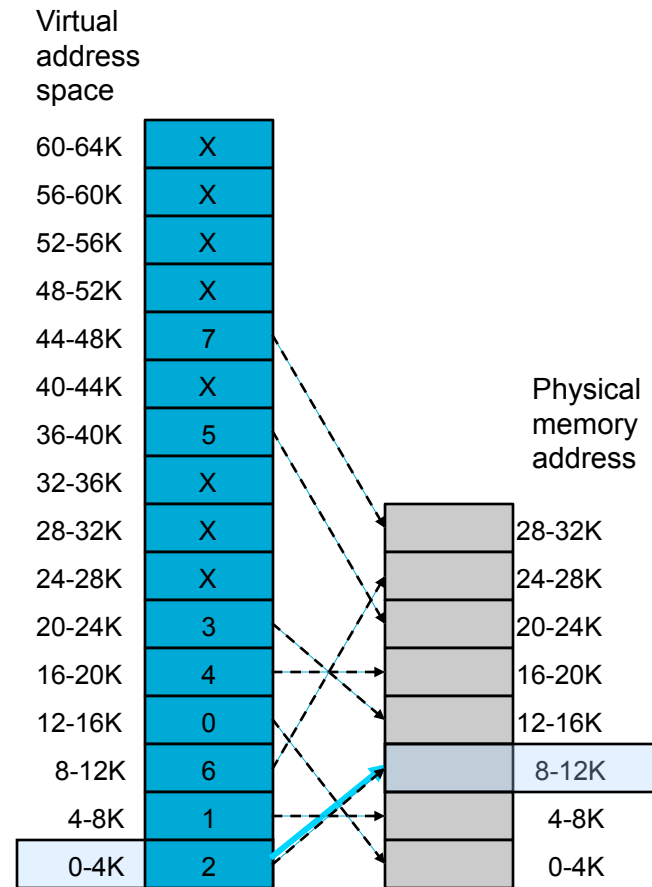 Virtual
address
space
60-64K X
56-60K X
52-56K X
48-52K X
44-48K 7
40-44K X
36-40K 5
32-36K X
28-32K X
24-28K X
20-24K 3
16-20K 4
12-16K 0
8-12K 6
4-8K 1
0-4K 2
Physical
memory
address
28-32K
24-28K
20-24K
16-20K
12-16K
8-12K
4-8K
0-4K